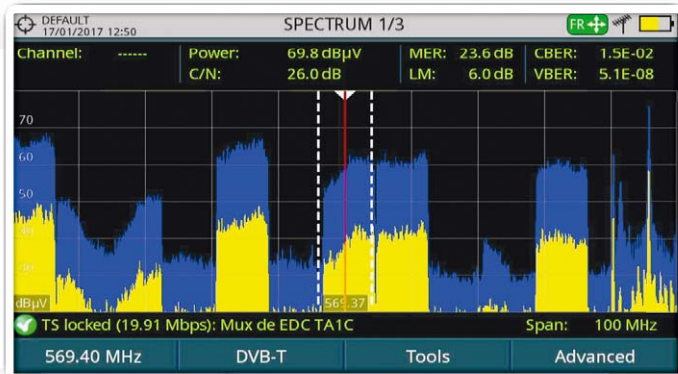 DEFAULT
17/01/2017 12:50
SPECTRUM 1/3
FR
Channel: ------ Power: 69.8 dBµV MER: 23.6 dB CBER: 1.5E-02
C/N: 26.0 dB LM: 6.0 dB VBER: 5.1E-08
70
60
50
dBµV
569.37
TS locked (19.91 Mbps): Mux de EDC TA1C Span: 100 MHz
569.40 MHz DVB-T Tools Advanced